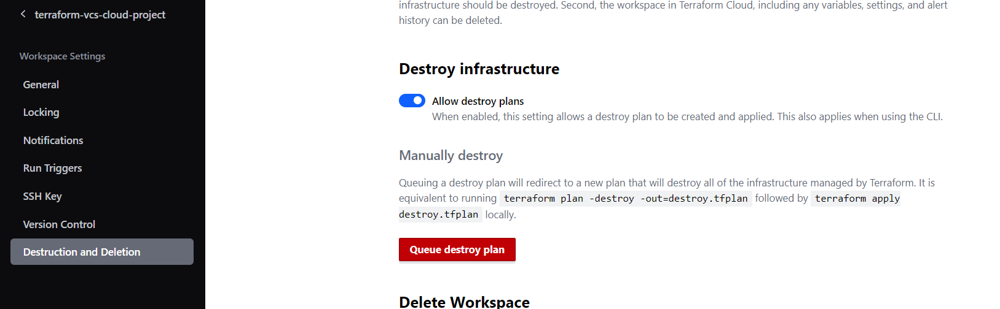 terraform-vcs-cloud-project
Workspace Settings
General
Locking
Notifications
Run Triggers
SSH Key
Version Control
Destruction and Deletion
infrastructure should be destroyed. Second, the workspace in Terraform Cloud, including any variables, settings, and alert
history can be deleted.
Destroy infrastructure
Allow destroy plans
When enabled, this setting allows a destroy plan to be created and applied. This also applies when using the CLI.
Manually destroy
Queuing a destroy plan will redirect to a new plan that will destroy all of the infrastructure managed by Terraform. It is
equivalent to running terraform plan -destroy -out=destroy.tfplan followed by terraform apply
destroy.tfplan locally.
Queue destroy plan
Delete Workspace